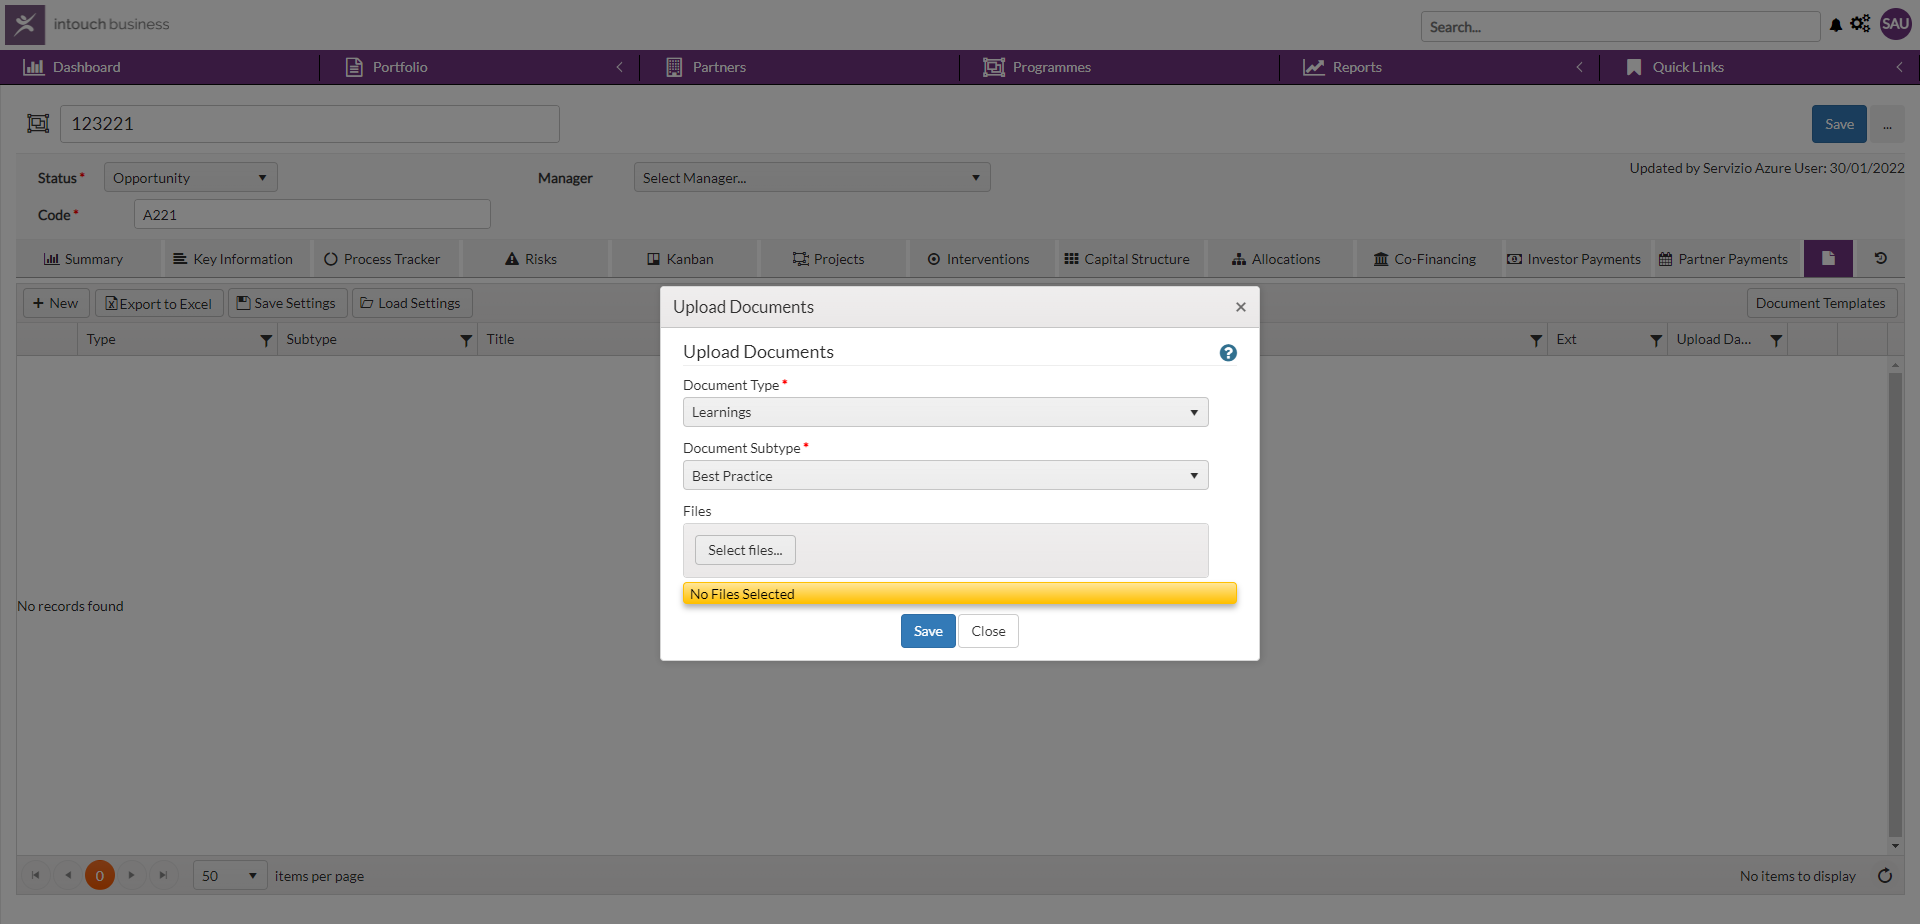 intouch business
Search...
SAU
Dashboard
Portfolio
Partners
Programmes
Reports
Quick Links
123221
Save
...
Status *
Opportunity
Manager
Select Manager...
Updated by Servizio Azure User: 30/01/2022
Code *
A221
Summary
Key Information
Process Tracker
Risks
Kanban
Projects
Interventions
Capital Structure
Allocations
Co-Financing
Investor Payments
Partner Payments
New
Export to Excel
Save Settings
Load Settings
Document Templates
Type
Subtype
Title
Ext
Upload Da...
No records found
Upload Documents
Upload Documents
Document Type *
Learnings
Document Subtype *
Best Practice
Files
Select files...
No Files Selected
Save
Close
0
50
items per page
No items to display